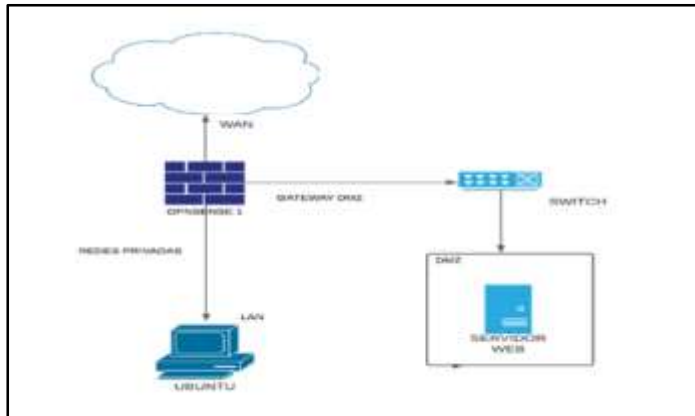 WAN
OPNSENSE 1
GATEWAY DMZ
SWITCH
REDES PRIVADAS
DMZ
LAN
SERVIDOR
WEB
UBUNTU